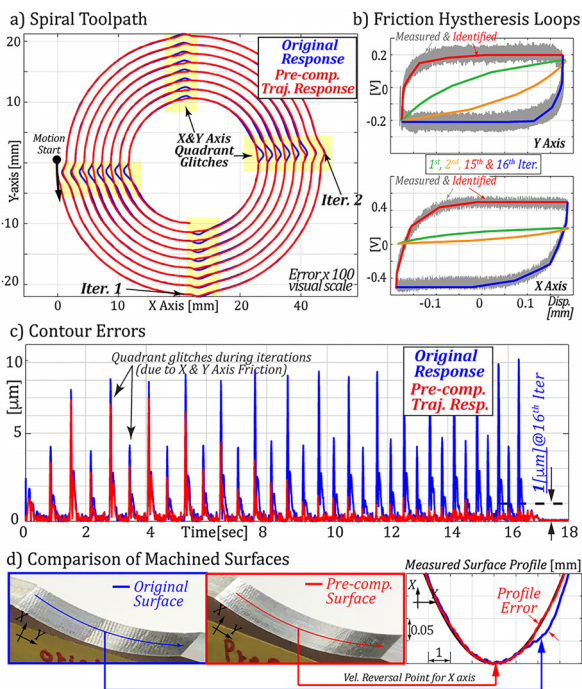 a) Spiral Toolpath
Original
Response
Pre-comp.
Traj. Response
X&Y Axis
Quadrant
Glitches
Motion
Start
Iter. 2
Iter. 1
Error x 100
visual scale
Y-axis [mm]
20
10
0
-10
-20
0
10
20
40
50
X Axis [mm]
b) Friction Hystheresis Loops
Measured & Identified
0.2
[V]
-0.2
Y Axis
1st, 2nd, 15th & 16th Iter.
Measured & Identified
0.4
[V]
-0.4
X Axis
-0.1
0
0.1
Disp.
[mm]
c) Contour Errors
Quadrant glitches during iterations
(due to X & Y Axis Friction)
Original
Response
Pre-comp.
Traj. Resp.
1[μm]@16th Iter
[μm]
10
5
0
0
2
4
6
8
10
12
14
16
18
Time[sec]
d) Comparison of Machined Surfaces
Original
Surface
X
Y
Pre-comp.
Surface
X
Y
Measured Surface Profile [mm]
X
Y
0.05
1
Profile
Error
Vel. Reversal Point for X axis